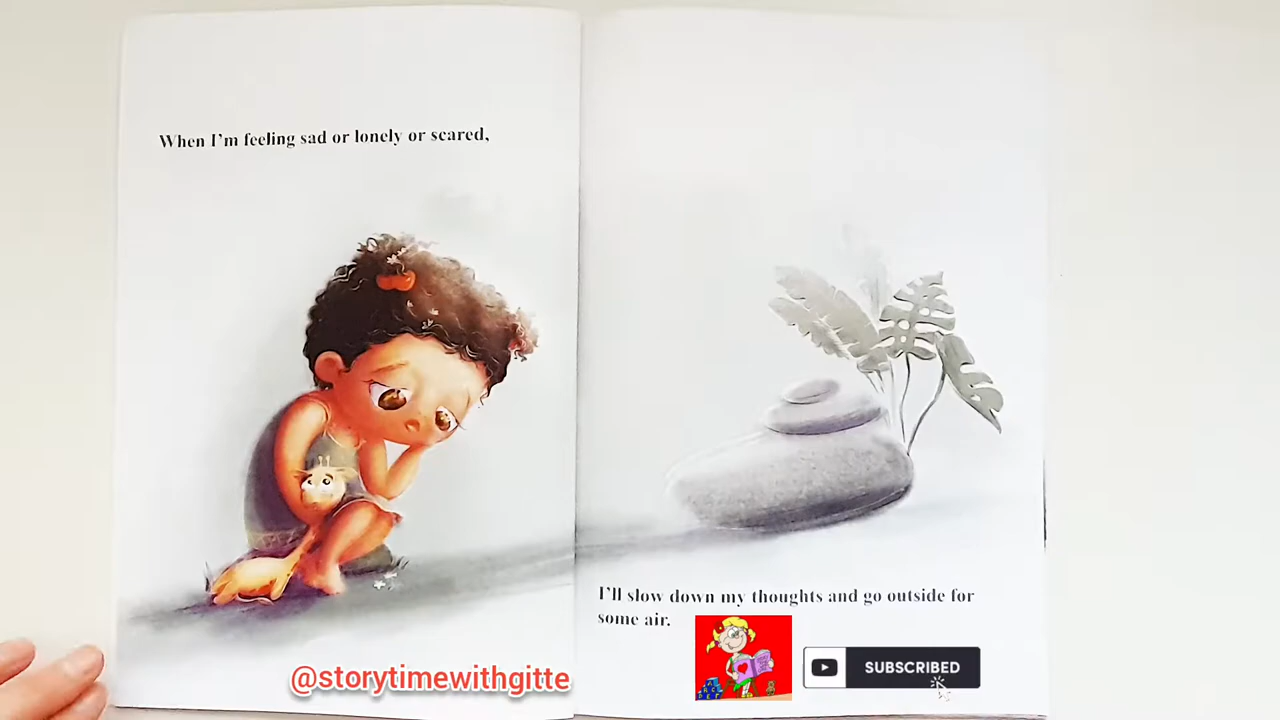 When I'm feeling sad or lonely or scared,
I'll slow down my thoughts and go outside for
some air.
@storytimewithgitte
SUBSCRIBED